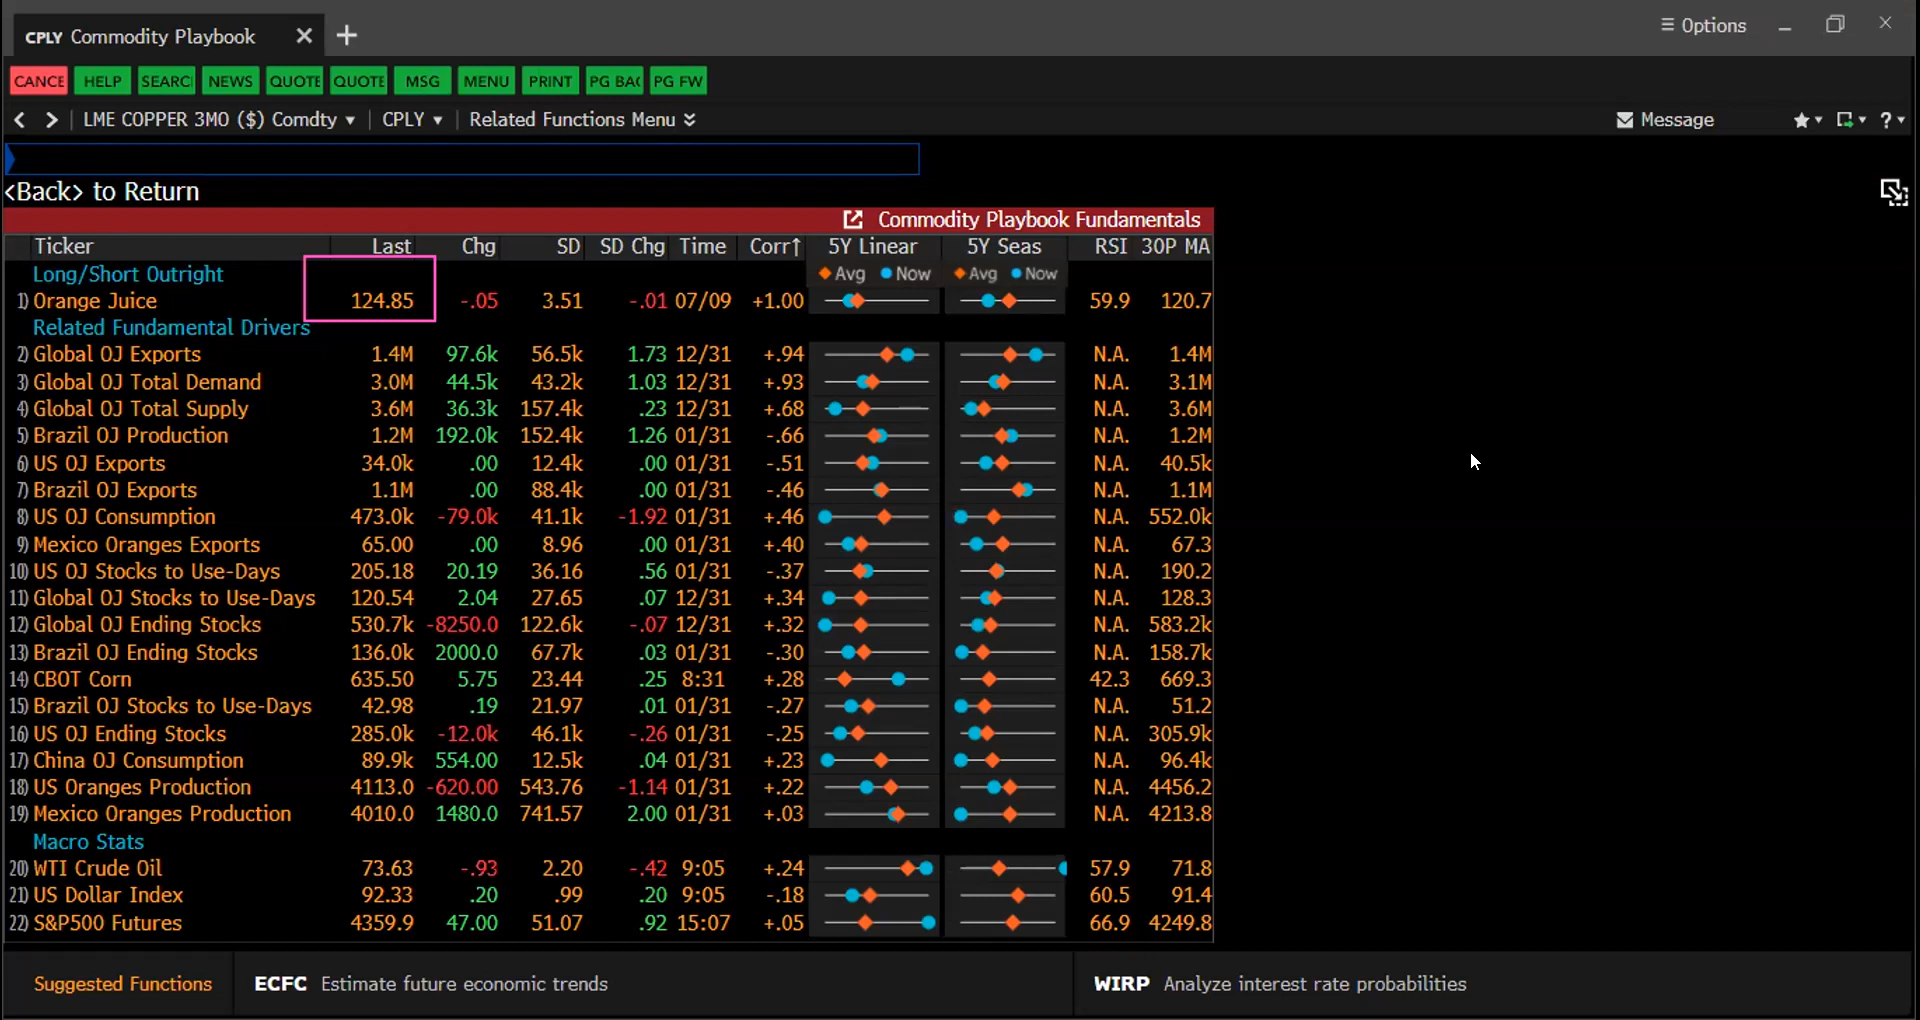 CPLY Commodity Playbook
Options
CANCE HELP SEARC NEWS QUOTE QUOTE MSG MENU PRINT PG BAC PG FW
LME COPPER 3MO ($) Comdty CPLY Related Functions Menu Message ?
<Back> to Return
Commodity Playbook Fundamentals
Ticker Last Chg SD SD Chg Time Corr↑ 5Y Linear 5Y Seas RSI 30P MA
Long/Short Outright Avg Now Avg Now
1) Orange Juice 124.85 -.05 3.51 -.01 07/09 +1.00 59.9 120.7
Related Fundamental Drivers
2) Global OJ Exports 1.4M 97.6k 56.5k 1.73 12/31 +.94 N.A. 1.4M
3) Global OJ Total Demand 3.0M 44.5k 43.2k 1.03 12/31 +.93 N.A. 3.1M
4) Global OJ Total Supply 3.6M 36.3k 157.4k .23 12/31 +.68 N.A. 3.6M
5) Brazil OJ Production 1.2M 192.0k 152.4k 1.26 01/31 -.66 N.A. 1.2M
6) US OJ Exports 34.0k .00 12.4k .00 01/31 -.51 N.A. 40.5k
7) Brazil OJ Exports 1.1M .00 88.4k .00 01/31 -.46 N.A. 1.1M
8) US OJ Consumption 473.0k -79.0k 41.1k -1.92 01/31 +.46 N.A. 552.0k
9) Mexico Oranges Exports 65.00 .00 8.96 .00 01/31 +.40 N.A. 67.3
10) US OJ Stocks to Use-Days 205.18 20.19 36.16 .56 01/31 -.37 N.A. 190.2
11) Global OJ Stocks to Use-Days 120.54 2.04 27.65 .07 12/31 +.34 N.A. 128.3
12) Global OJ Ending Stocks 530.7k -8250.0 122.6k -.07 12/31 +.32 N.A. 583.2k
13) Brazil OJ Ending Stocks 136.0k 2000.0 67.7k .03 01/31 -.30 N.A. 158.7k
14) CBOT Corn 635.50 5.75 23.44 .25 8:31 +.28 42.3 669.3
15) Brazil OJ Stocks to Use-Days 42.98 .19 21.97 .01 01/31 -.27 N.A. 51.2
16) US OJ Ending Stocks 285.0k -12.0k 46.1k -.26 01/31 -.25 N.A. 305.9k
17) China OJ Consumption 89.9k 554.00 12.5k .04 01/31 +.23 N.A. 96.4k
18) US Oranges Production 4113.0 -620.00 543.76 -1.14 01/31 +.22 N.A. 4456.2
19) Mexico Oranges Production 4010.0 1480.0 741.57 2.00 01/31 +.03 N.A. 4213.8
Macro Stats
20) WTI Crude Oil 73.63 -.93 2.20 -.42 9:05 +.24 57.9 71.8
21) US Dollar Index 92.33 .20 .99 .20 9:05 -.18 60.5 91.4
22) S&P500 Futures 4359.9 47.00 51.07 .92 15:07 +.05 66.9 4249.8
Suggested Functions ECFC Estimate future economic trends WIRP Analyze interest rate probabilities